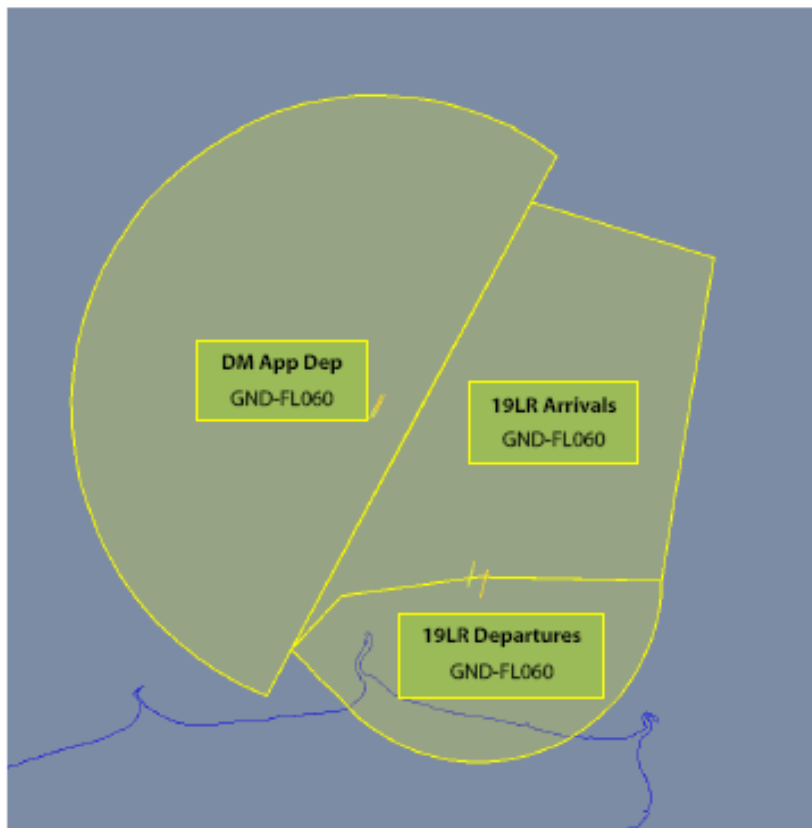 DM App Dep
GND-FL060
19LR Arrivals
GND-FL060
19LR Departures
GND-FL060